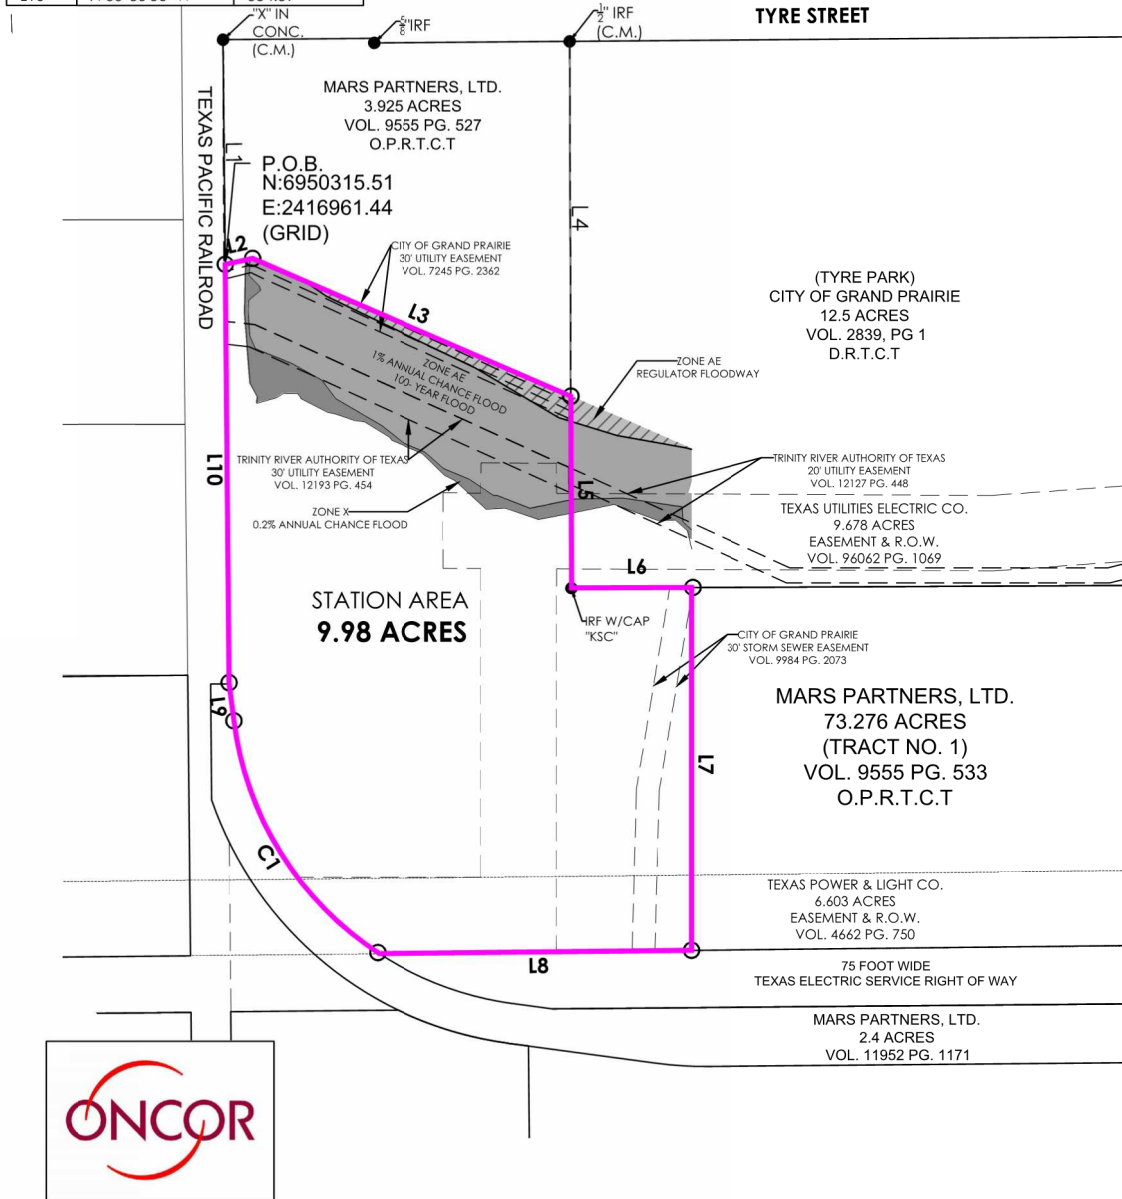 "X" IN
CONC.
(C.M.)
5/8" IRF
1/2" IRF
(C.M.)
TYRE STREET
TEXAS PACIFIC RAILROAD
MARS PARTNERS, LTD.
3.925 ACRES
VOL. 9555 PG. 527
O.P.R.T.C.T
L1
P.O.B.
N:6950315.51
E:2416961.44
(GRID)
L2
L4
CITY OF GRAND PRAIRIE
30' UTILITY EASEMENT
VOL. 7245 PG. 2362
L3
(TYRE PARK)
CITY OF GRAND PRAIRIE
12.5 ACRES
VOL. 2839, PG 1
D.R.T.C.T
ZONE AE
1% ANNUAL CHANCE FLOOD
100- YEAR FLOOD
ZONE AE
REGULATOR FLOODWAY
L10
TRINITY RIVER AUTHORITY OF TEXAS
30' UTILITY EASEMENT
VOL. 12193 PG. 454
ZONE X
0.2% ANNUAL CHANCE FLOOD
L5
TRINITY RIVER AUTHORITY OF TEXAS
20' UTILITY EASEMENT
VOL. 12127 PG. 448
TEXAS UTILITIES ELECTRIC CO.
9.678 ACRES
EASEMENT & R.O.W.
VOL. 96062 PG. 1069
L6
STATION AREA
9.98 ACRES
IRF W/CAP
"KSC"
CITY OF GRAND PRAIRIE
30' STORM SEWER EASEMENT
VOL. 9984 PG. 2073
L9
L7
MARS PARTNERS, LTD.
73.276 ACRES
(TRACT NO. 1)
VOL. 9555 PG. 533
O.P.R.T.C.T
C1
TEXAS POWER & LIGHT CO.
6.603 ACRES
EASEMENT & R.O.W.
VOL. 4662 PG. 750
L8
75 FOOT WIDE
TEXAS ELECTRIC SERVICE RIGHT OF WAY
MARS PARTNERS, LTD.
2.4 ACRES
VOL. 11952 PG. 1171
ONCOR